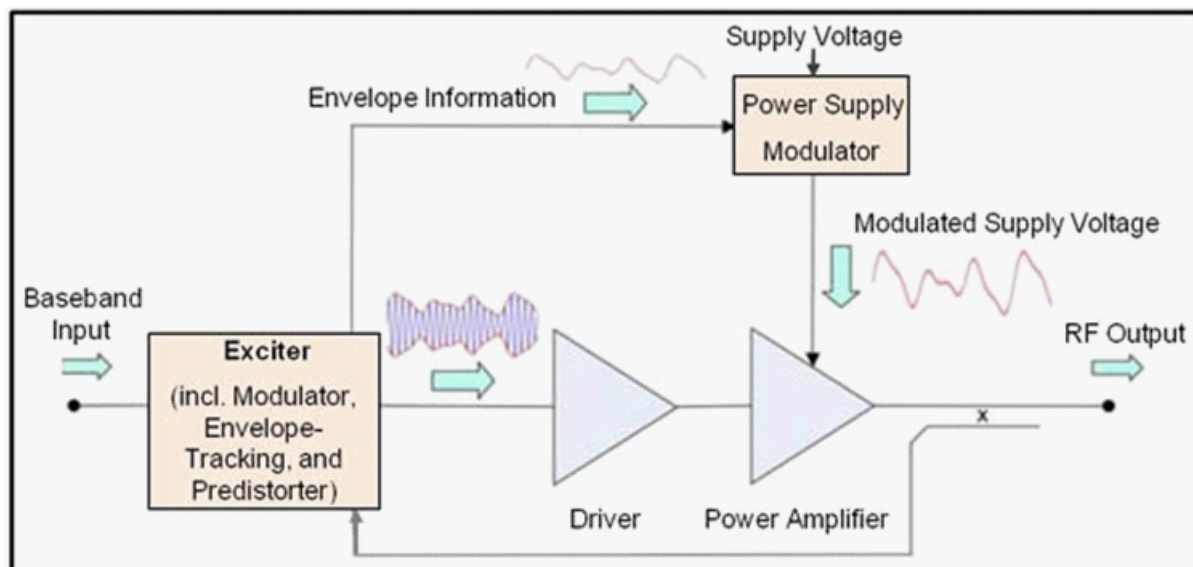 Supply Voltage
Envelope Information
Power Supply
Modulator
Modulated Supply Voltage
Baseband
Input
RF Output
Exciter
(incl. Modulator,
Envelope-
Tracking, and
Predistorter)
x
Driver
Power Amplifier